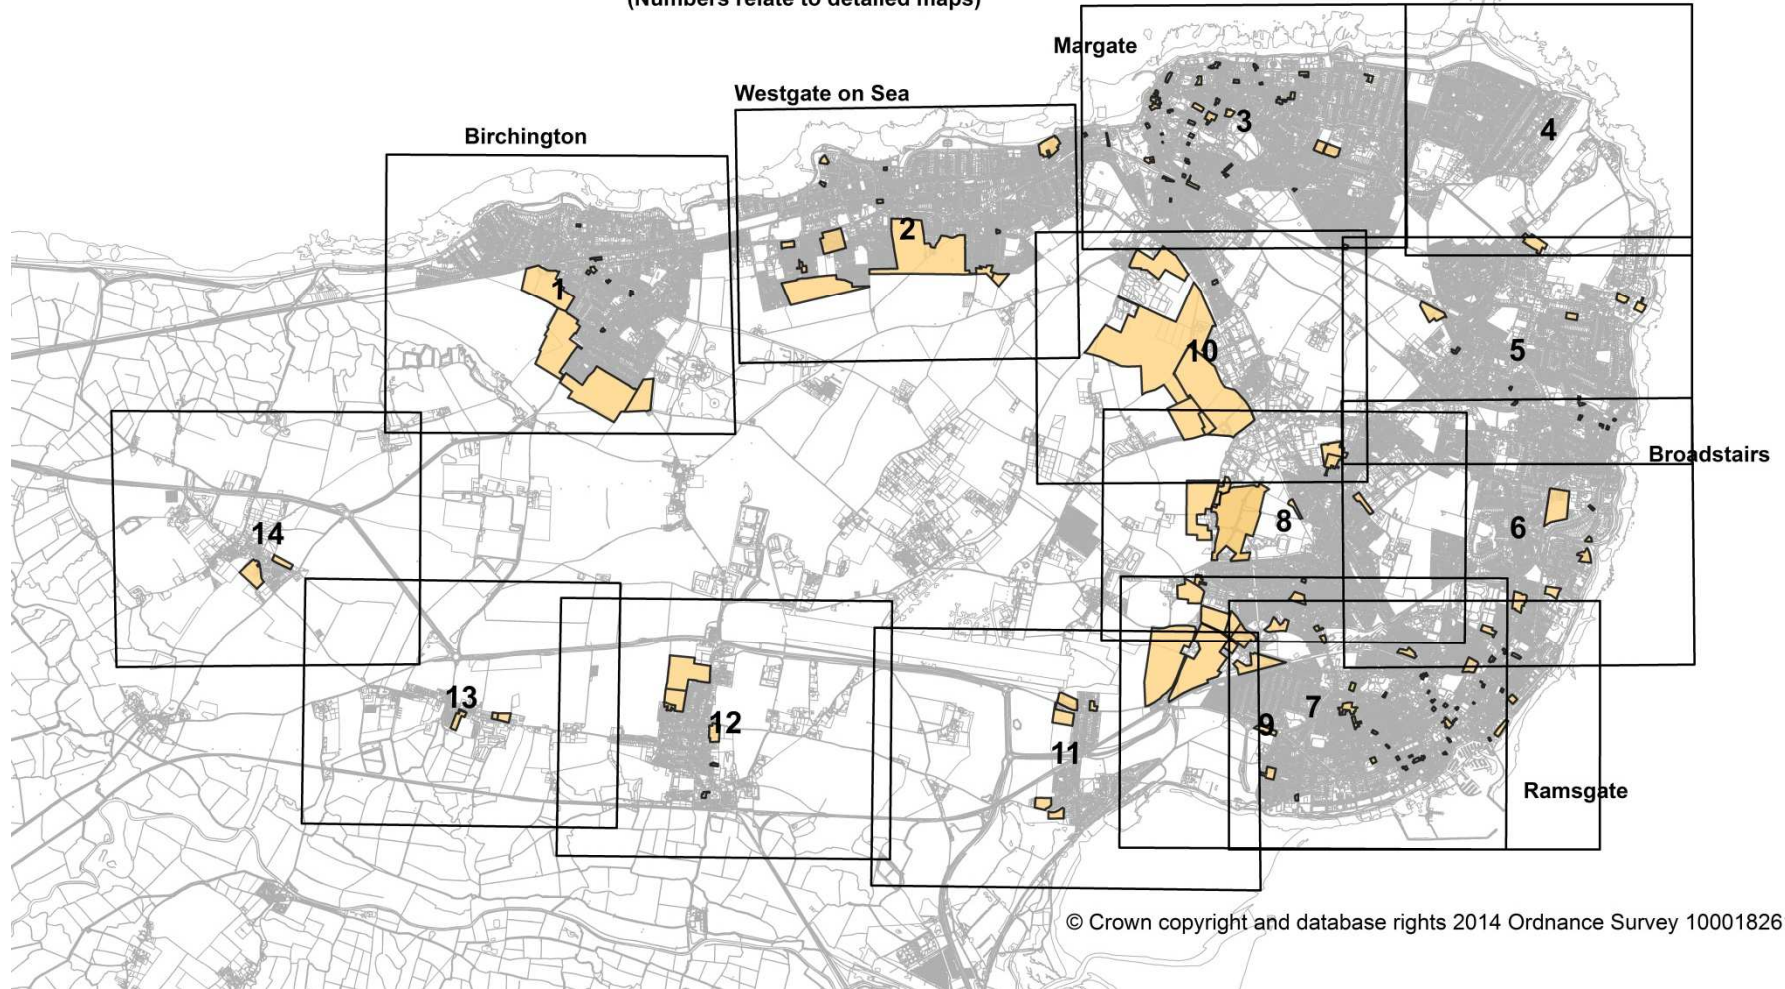 (Numbers relate to detailed maps)
Margate
Westgate on Sea
Birchington
3
4
2
1
10
5
Broadstairs
14
8
6
13
12
11
9
7
Ramsgate
© Crown copyright and database rights 2014 Ordnance Survey 10001826